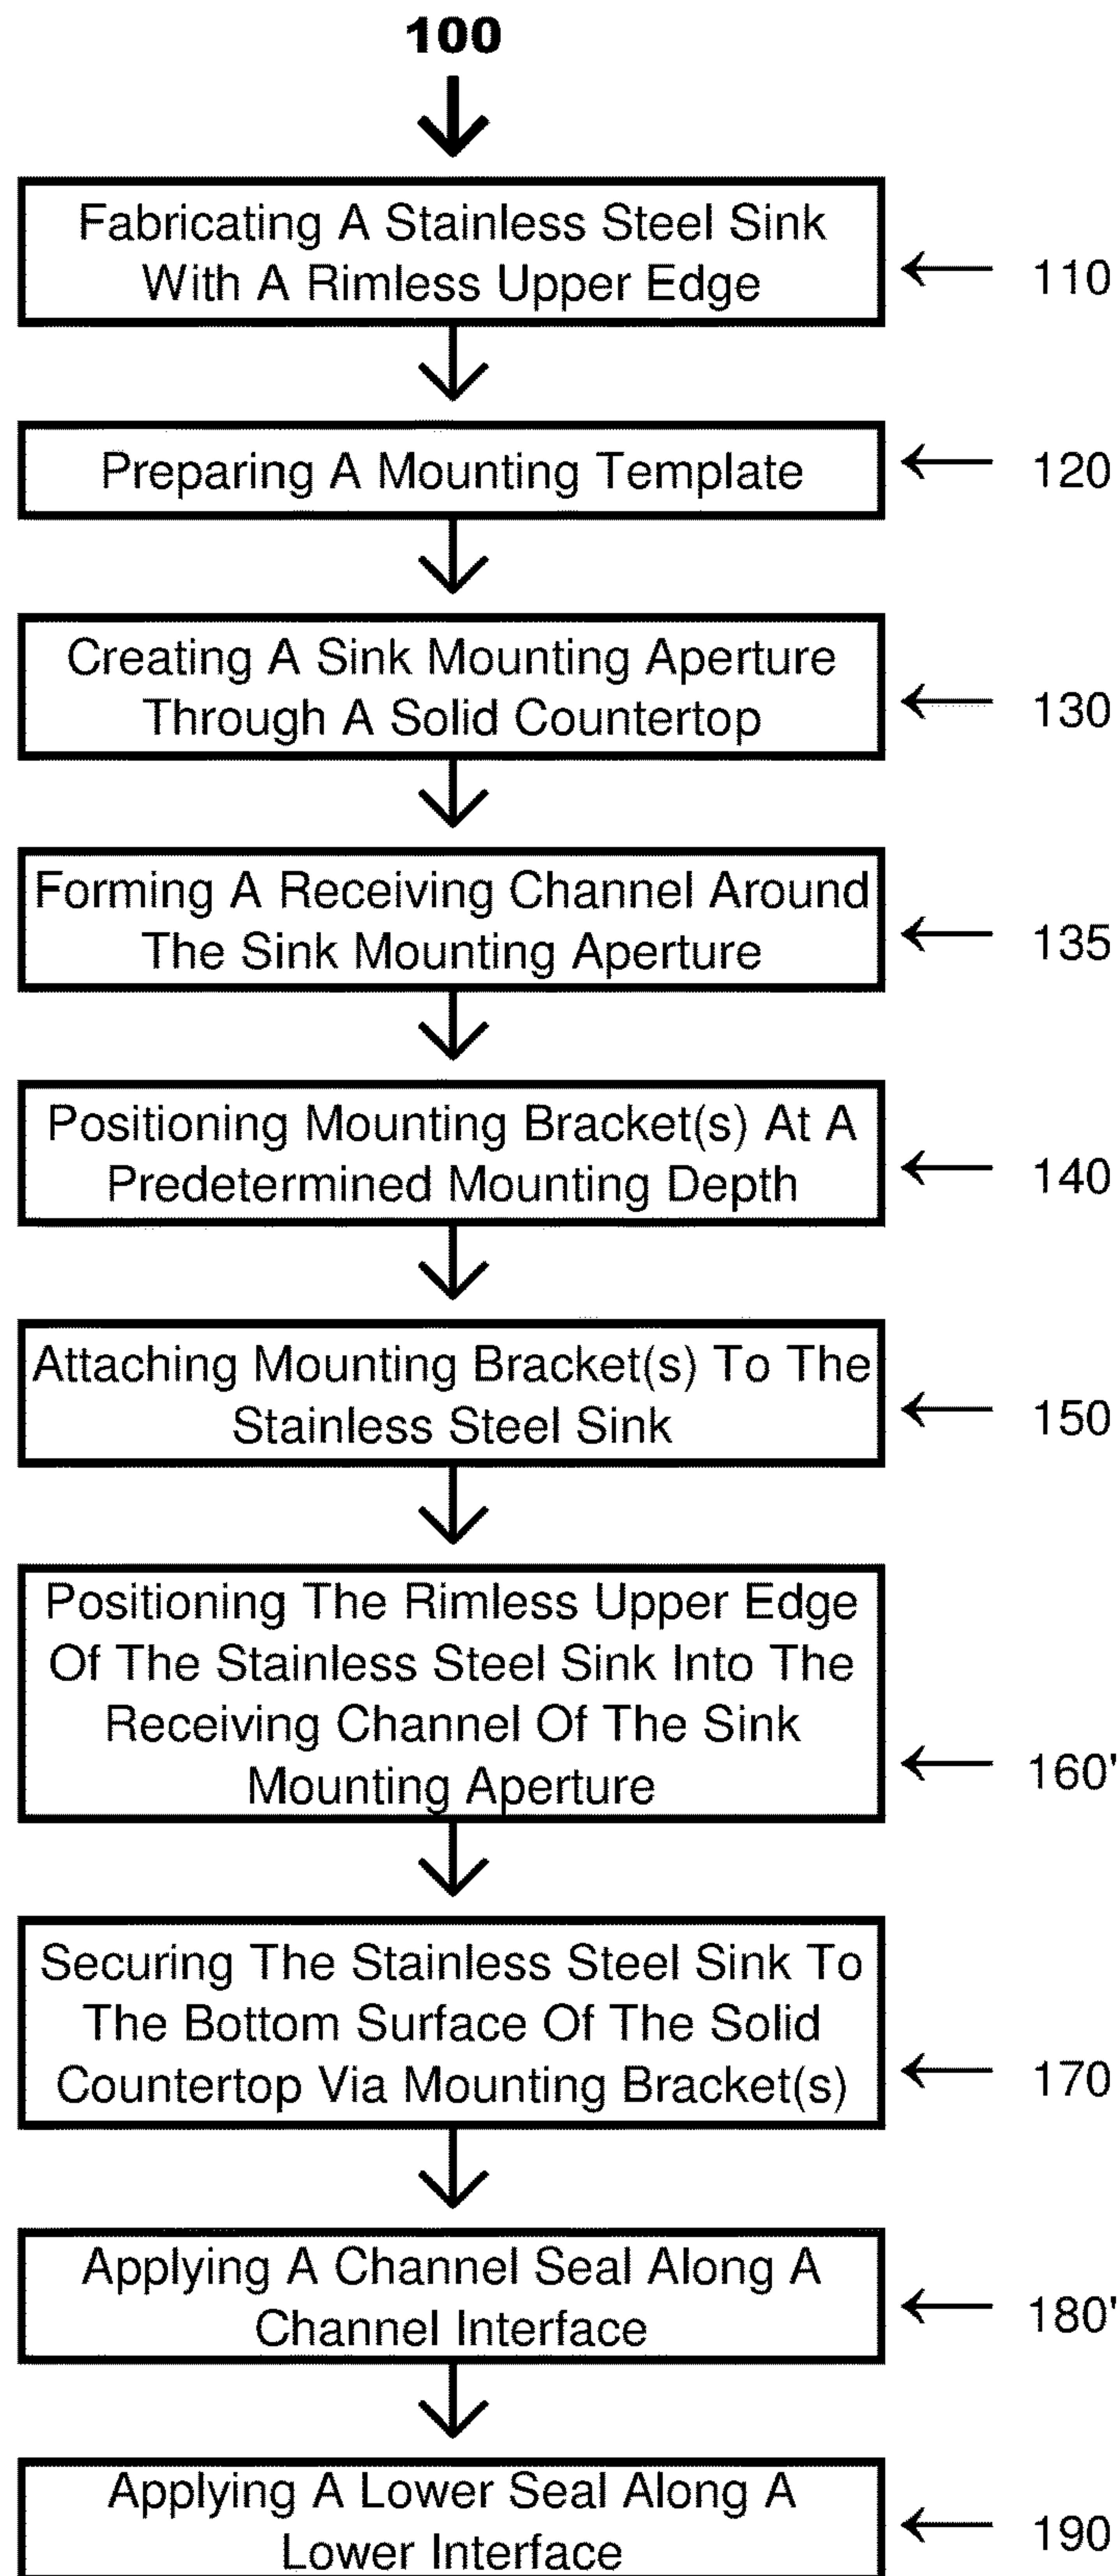 100
Fabricating A Stainless Steel Sink
With A Rimless Upper Edge
110
Preparing A Mounting Template
120
Creating A Sink Mounting Aperture
Through A Solid Countertop
130
Forming A Receiving Channel Around
The Sink Mounting Aperture
135
Positioning Mounting Bracket(s) At A
Predetermined Mounting Depth
140
Attaching Mounting Bracket(s) To The
Stainless Steel Sink
150
Positioning The Rimless Upper Edge
Of The Stainless Steel Sink Into The
Receiving Channel Of The Sink
Mounting Aperture
160'
Securing The Stainless Steel Sink To
The Bottom Surface Of The Solid
Countertop Via Mounting Bracket(s)
170
Applying A Channel Seal Along A
Channel Interface
180'
Applying A Lower Seal Along A
Lower Interface
190